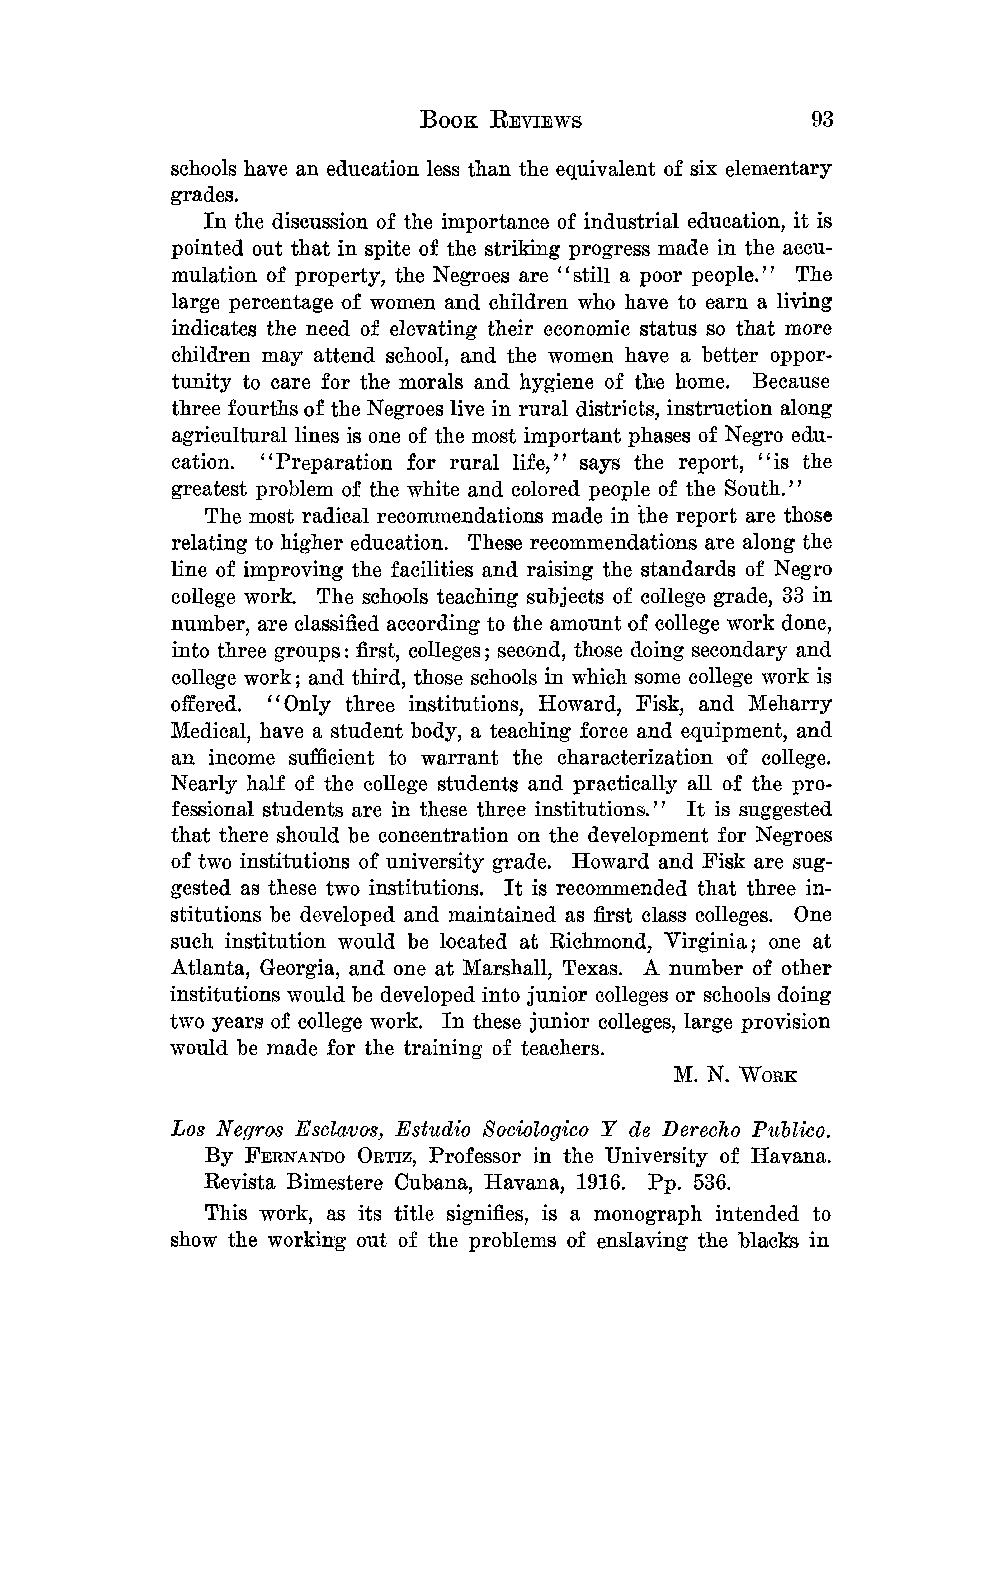 BOOK REVIEWS 93
schools have an education less than the equivalent of six elementary
grades.
In the discussion of the importance of industrial education, it is
pointed out that in spite of the striking progress made in the accu-
mulation of property, the Negroes are "still a poor people." The
large percentage of women and children who have to earn a living
indicates the need of elevating their economic status so that more
children may attend school, and the women have a better oppor-
tunity to care for the morals and hygiene of the home. Because
three fourths of the Negroes live in rural districts, instruction along
agricultural lines is one of the most important phases of Negro edu-
cation. "Preparation for rural life," says the report, "is the
greatest problem of the white and colored people of the South."
The most radical recommendations made in the report are those
relating to higher education. These recommendations are along the
line of improving the facilities and raising the standards of Negro
college work. The schools teaching subjects of college grade, 33 in
number, are classified according to the amount of college work done,
into three groups: first, colleges; second, those doing secondary and
college work; and third, those schools in which some college work is
offered. "Only three institutions, Howard, Fisk, and Meharry
Medical, have a student body, a teaching force and equipment, and
an income sufficient to warrant the characterization of college.
Nearly half of the college students and practically all of the pro-
fessional students are in these three institutions." It is suggested
that there should be concentration on the development for Negroes
of two institutions of university grade. Howard and Fisk are sug-
gested as these two institutions. It is recommended that three in-
stitutions be developed and maintained as first class colleges. One
such institution would be located at Richmond, Virginia; one at
Atlanta, Georgia, and one at Marshall, Texas. A number of other
institutions would be developed into junior colleges or schools doing
two years of college work. In these junior colleges, large provision
would be made for the training of teachers.
M. N. WORK
Los Negros Esclavos, Estudio Sociologico Y de Derecho Publico.
By FERNANDO ORTIZ, Professor in the University of Havana.
Revista Bimestere Cubana, Havana, 1916. Pp. 536.
This work, as its title signifies, is a monograph intended to
show the working out of the problems of enslaving the blacks in